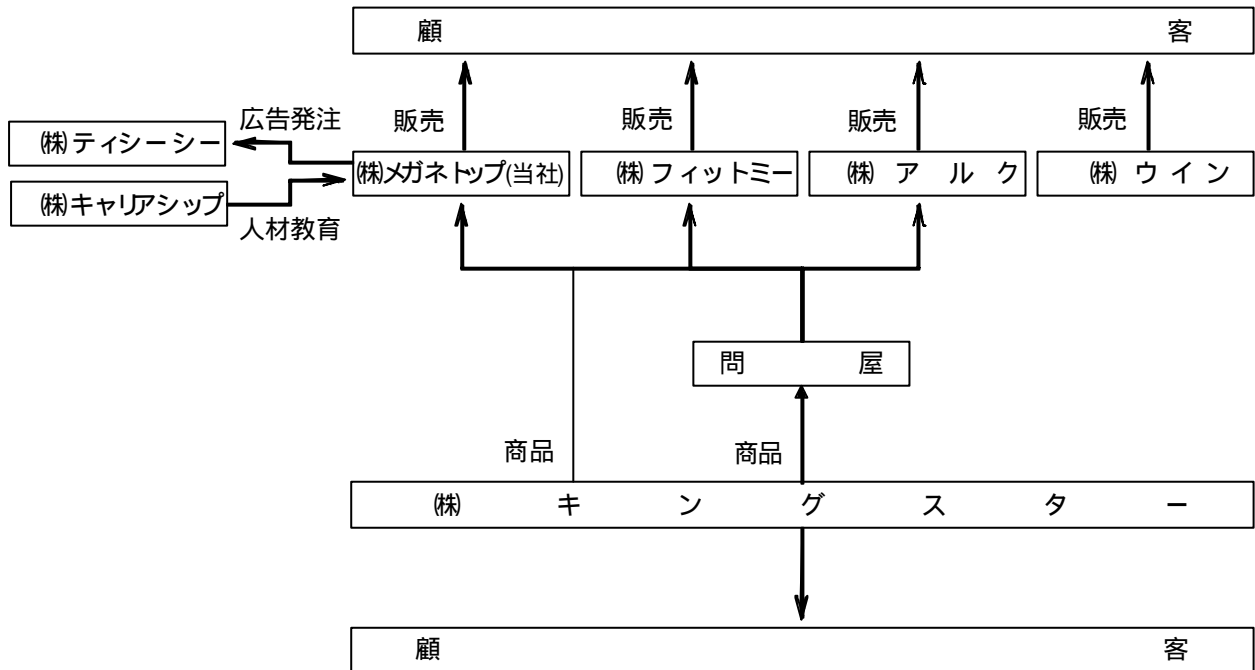 顧客
広告発注 販売 販売 販売 販売
㈱ティシーシー
㈱メガネトップ(当社) ㈱フィットミー ㈱アルク ㈱ウイン
㈱キャリアシップ
人材教育
問屋
商品 商品
㈱キングスター
顧客